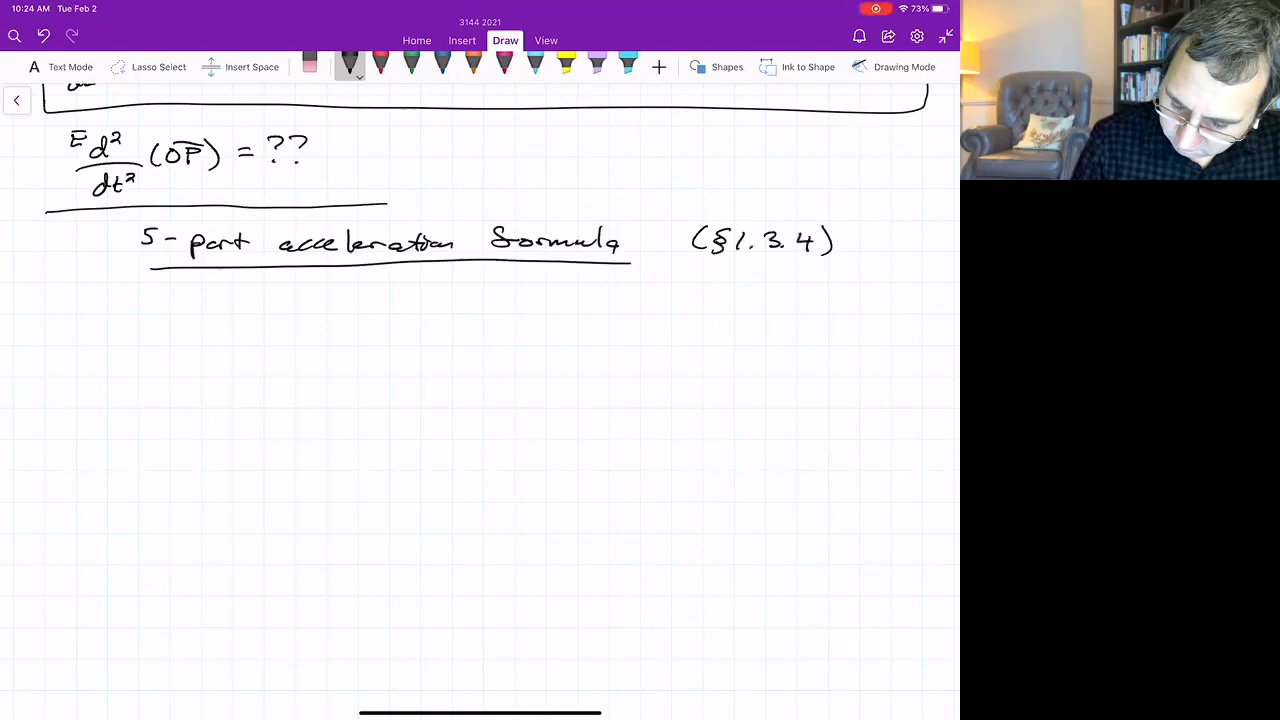 10:24 AM Tue Feb 2
73%
3144 2021
Home Insert Draw View
Text Mode Lasso Select Insert Space Shapes Ink to Shape Drawing Mode
E d² / dt² (OP) = ??
5-part acceleration formula (§1.3.4)